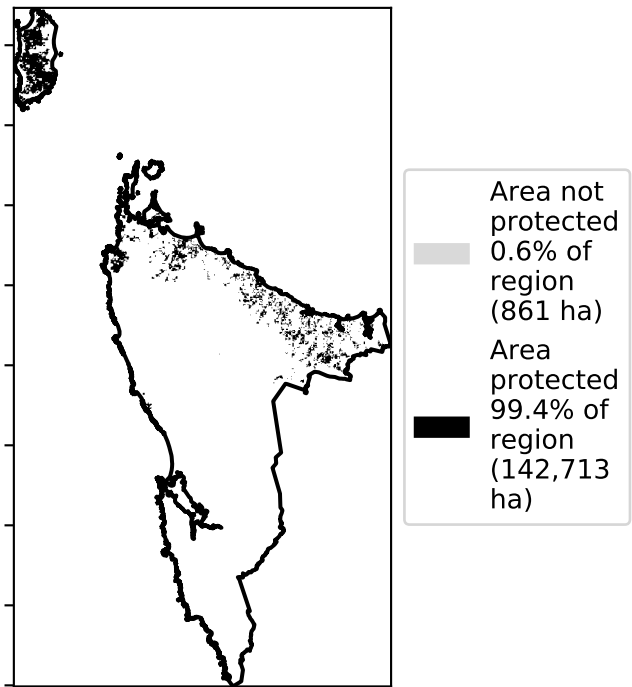 Area not
protected
0.6% of
region
(861 ha)
Area
protected
99.4% of
region
(142,713
ha)